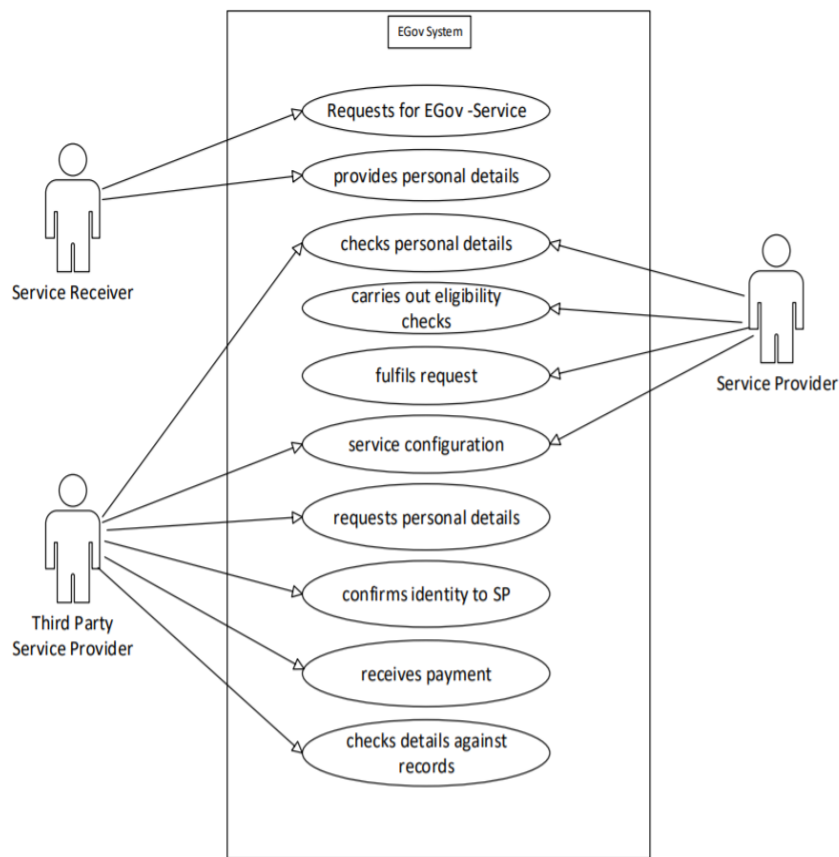 EGov System
Requests for EGov -Service
provides personal details
checks personal details
carries out eligibility
checks
fulfils request
service configuration
requests personal details
confirms identity to SP
receives payment
checks details against
records
Service Receiver
Third Party
Service Provider
Service Provider